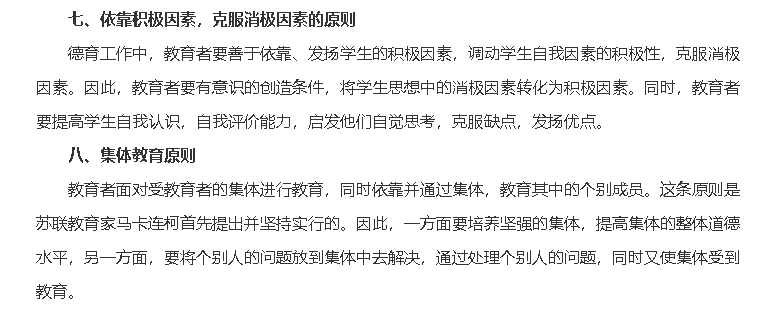 七、依靠积极因素，克服消极因素的原则
德育工作中，教育者要善于依靠、发扬学生的积极因素，调动学生自我因素的积极性，克服消极
因素。因此，教育者要有意识的创造条件，将学生思想中的消极因素转化为积极因素。同时，教育者
要提高学生自我认识，自我评价能力，启发他们自觉思考，克服缺点，发扬优点。
八、集体教育原则
教育者面对受教育者的集体进行教育，同时依靠并通过集体，教育其中的个别成员。这条原则是
苏联教育家马卡连柯首先提出并坚持实行的。因此，一方面要培养坚强的集体，提高集体的整体道德
水平，另一方面，要将个别人的问题放到集体中去解决，通过处理个别人的问题，同时又使集体受到
教育。